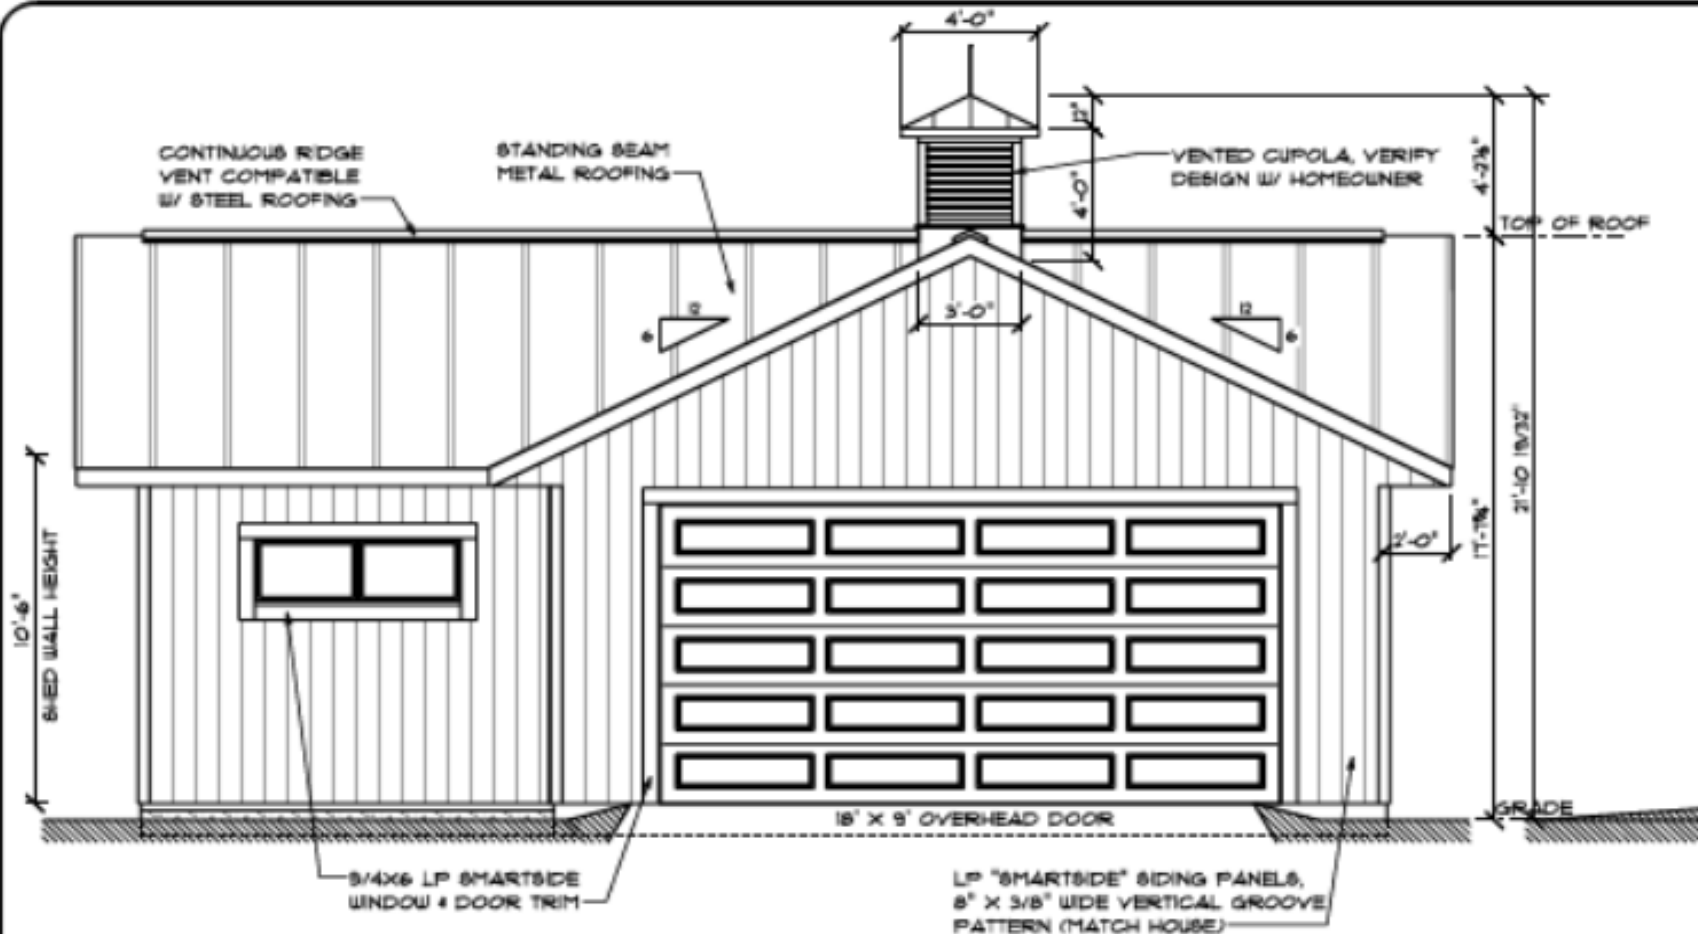 4'-0"
12"
CONTINUOUS RIDGE
VENT COMPATIBLE
W/ STEEL ROOFING
STANDING SEAM
METAL ROOFING
VENTED CUPOLA, VERIFY
DESIGN W/ HOMEOWNER
4'-0"
TOP OF ROOF
12
6
3'-0"
12
6
10'-6"
SHED WALL HEIGHT
2'-0"
GRADE
18' X 9' OVERHEAD DOOR
5/4X6 LP SMARTSIDE
WINDOW & DOOR TRIM
LP "SMARTSIDE" SIDING PANELS,
8" X 3/8" WIDE VERTICAL GROOVE
PATTERN (MATCH HOUSE)